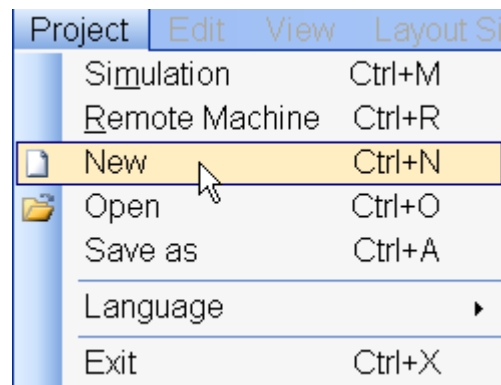 Project Edit View Layout S
Simulation Ctrl+M
Remote Machine Ctrl+R
New Ctrl+N
Open Ctrl+O
Save as Ctrl+A
Language
Exit Ctrl+X